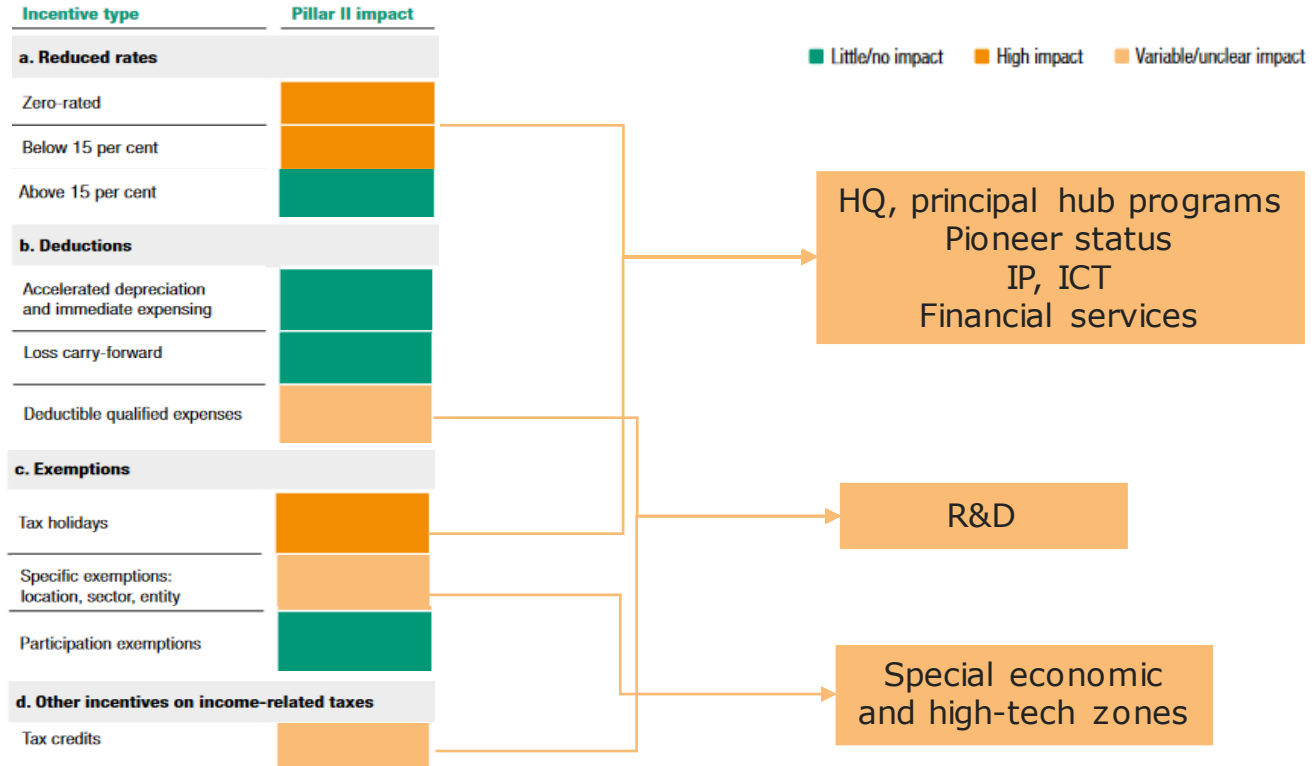 Incentive type
Pillar II impact
Little/no impact
High impact
Variable/unclear impact
a. Reduced rates
Zero-rated
Below 15 per cent
Above 15 per cent
b. Deductions
Accelerated depreciation
and immediate expensing
Loss carry-forward
Deductible qualified expenses
c. Exemptions
Tax holidays
Specific exemptions:
location, sector, entity
Participation exemptions
d. Other incentives on income-related taxes
Tax credits
HQ, principal hub programs
Pioneer status
IP, ICT
Financial services
R&D
Special economic
and high-tech zones